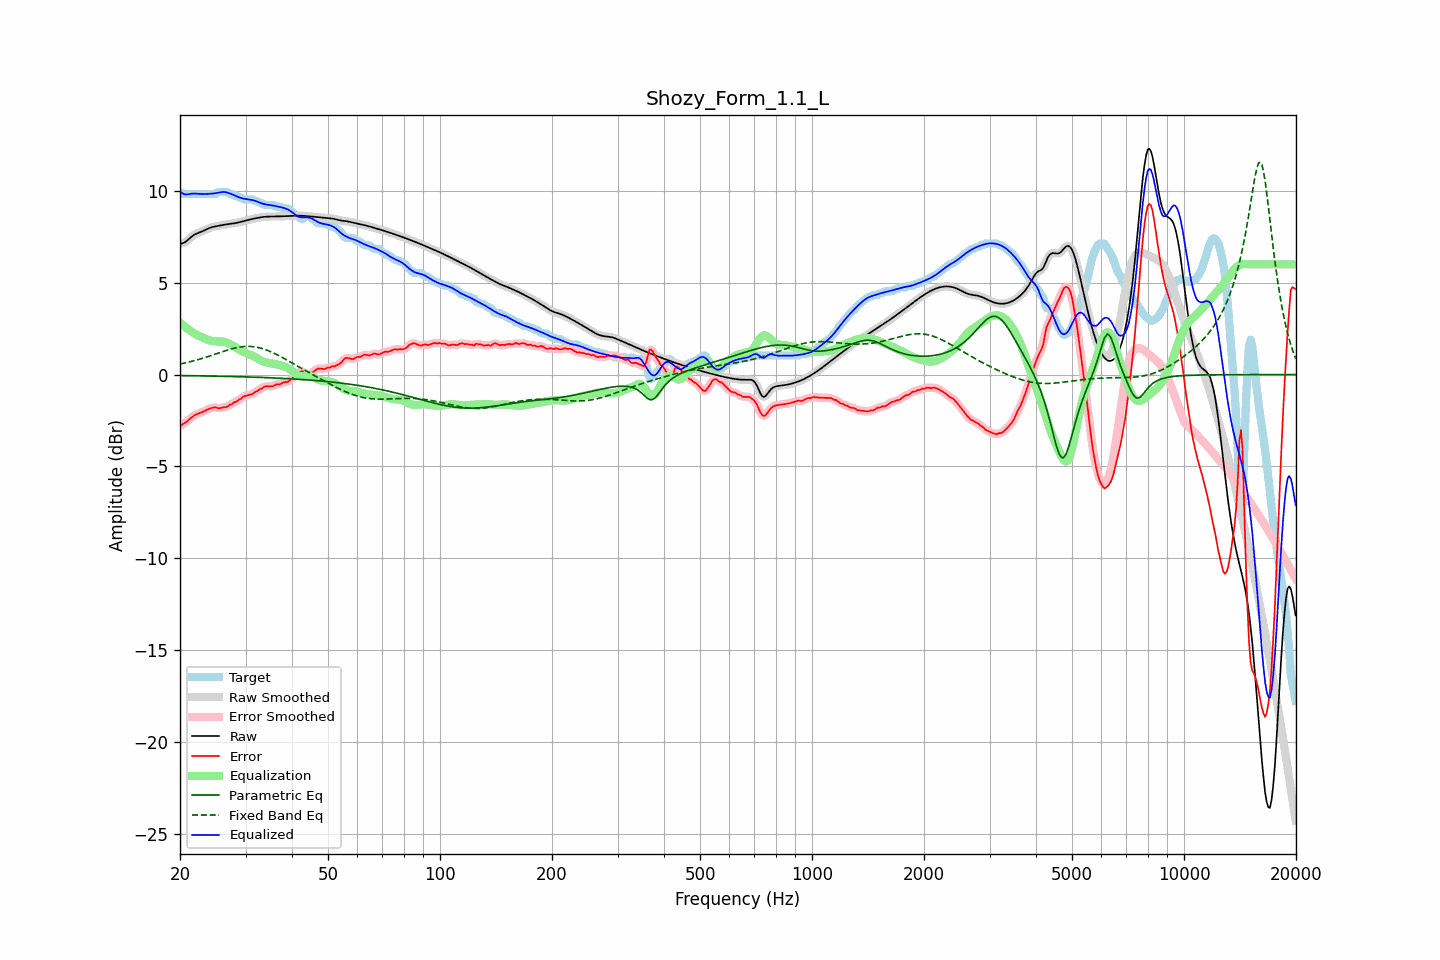 Shozy_Form_1.1_L
Amplitude (dBr)
10
5
0
−5
−10
−15
−20
−25
Target
Raw Smoothed
Error Smoothed
Raw
Error
Equalization
Parametric Eq
Fixed Band Eq
Equalized
20 50 100 200 500 1000 2000 5000 10000 20000
Frequency (Hz)